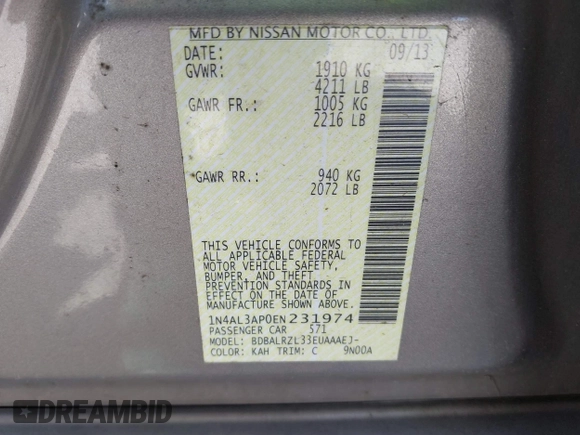 MFD BY NISSAN MOTOR CO., LTD.
DATE: 09/13
GVWR: 1910 KG
4211 LB
GAWR FR.: 1005 KG
2216 LB
GAWR RR.: 940 KG
2072 LB
THIS VEHICLE CONFORMS TO
ALL APPLICABLE FEDERAL
MOTOR VEHICLE SAFETY,
BUMPER, AND THEFT
PREVENTION STANDARDS IN
EFFECT ON THE DATE OF
MANUFACTURE SHOWN ABOVE.
1N4AL3AP0EN231974
PASSENGER CAR 571
MODEL: BDBALRZL33EUAAAEJ-
COLOR: KAH TRIM: C 9N00A
DREAMBID